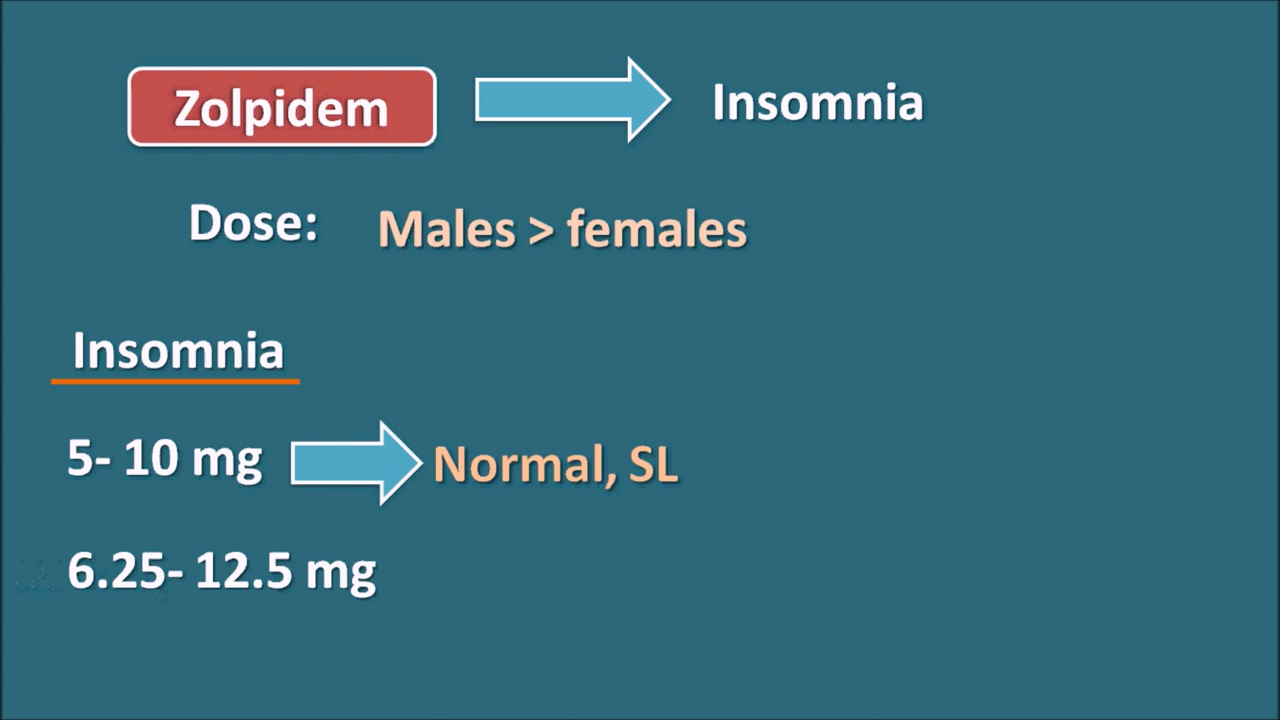 Zolpidem
Insomnia
Dose: Males > females
Insomnia
5- 10 mg Normal, SL
6.25- 12.5 mg